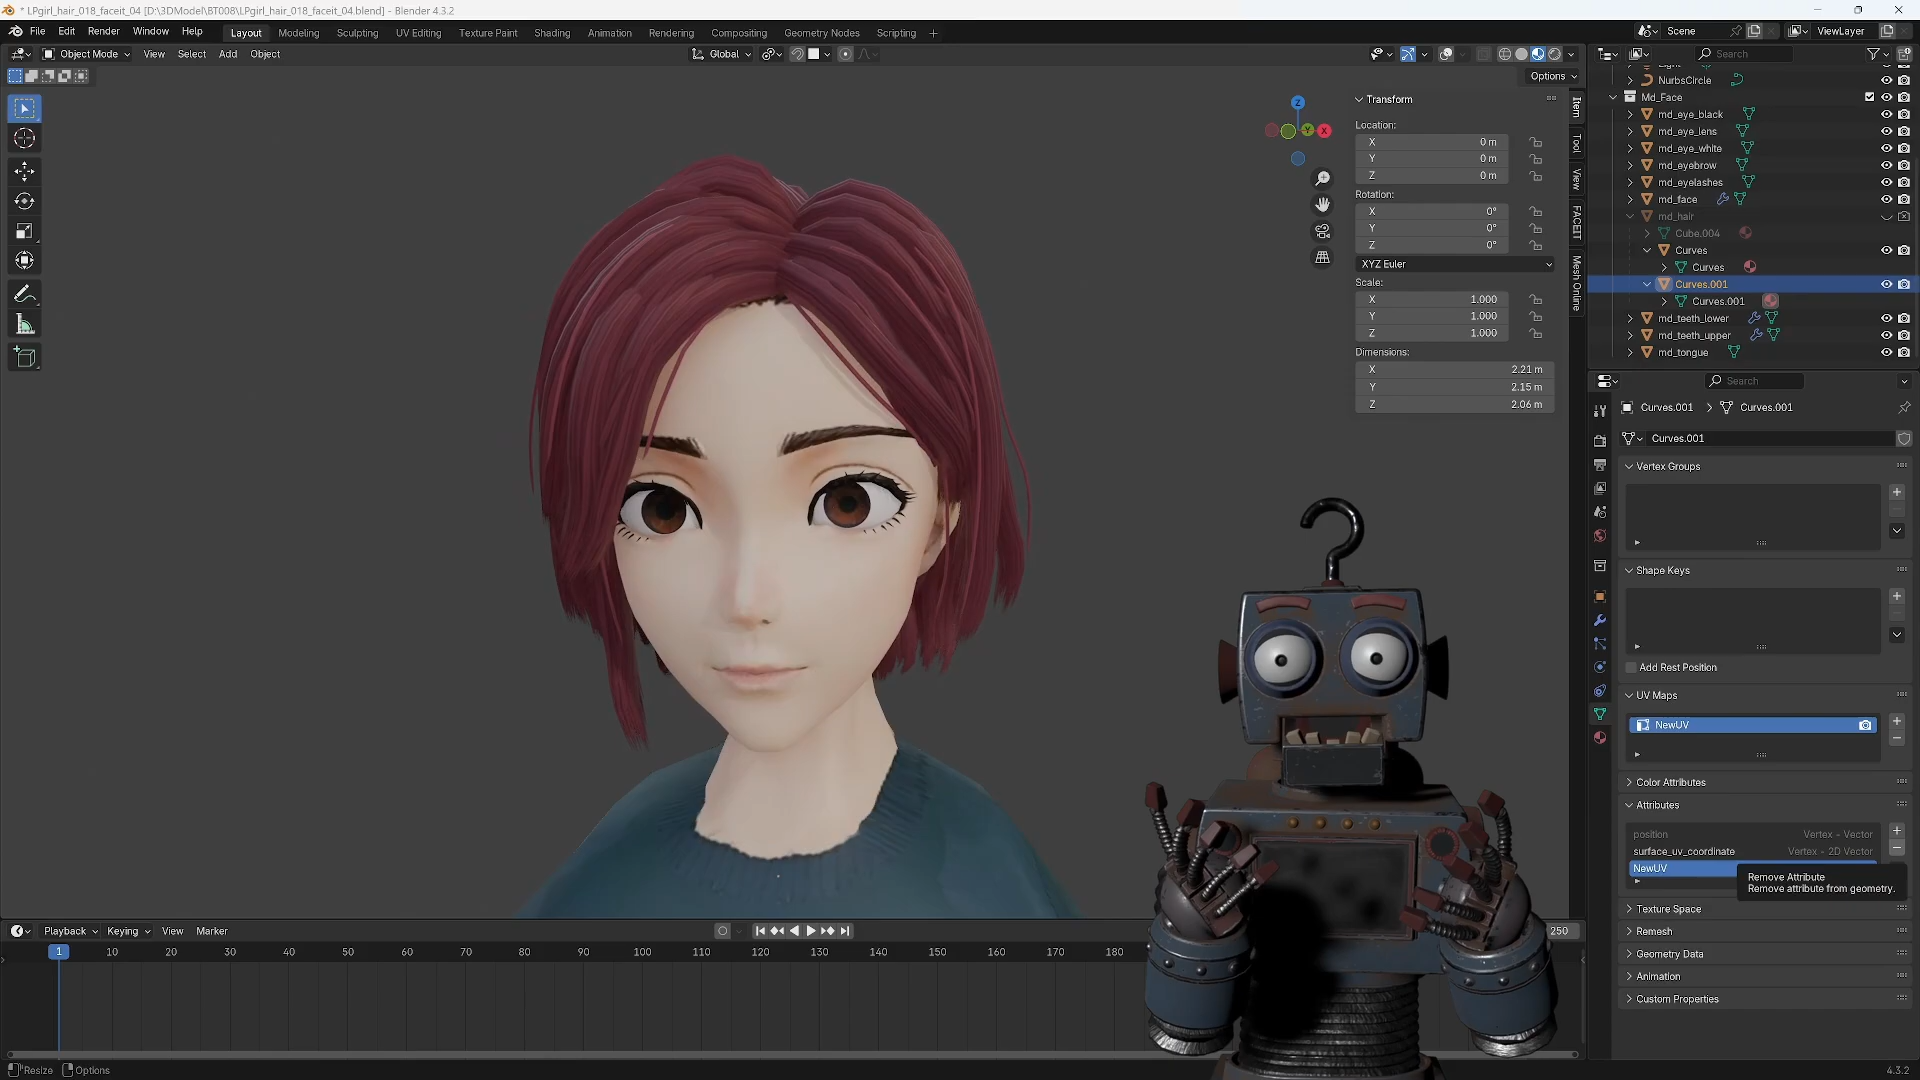 * LPgirl_hair_018_faceit_04 [D:\3DModel\BT008\LPgirl_hair_018_faceit_04.blend] - Blender 4.3.2
File Edit Render Window Help
Layout Modeling Sculpting UV Editing Texture Paint Shading Animation Rendering Compositing Geometry Nodes Scripting
Scene
ViewLayer
Object Mode View Select Add Object
Global
Search
Options
Transform
Location:
X 0 m
Y 0 m
Z 0 m
Rotation:
X 0°
Y 0°
Z 0°
XYZ Euler
Scale:
X 1.000
Y 1.000
Z 1.000
Dimensions:
X 2.21 m
Y 2.15 m
Z 2.06 m
Z
Y
X
Item
Tool
View
FACEIT
Mesh Online
NurbsCircle
Md_Face
md_eye_black
md_eye_lens
md_eye_white
md_eyebrow
md_eyelashes
md_face
md_hair
Cube.004
Curves
Curves
Curves.001
Curves.001
md_teeth_lower
md_teeth_upper
md_tongue
Search
Curves.001 Curves.001
Curves.001
Vertex Groups
Shape Keys
Add Rest Position
UV Maps
NewUV
Color Attributes
Attributes
position Vertex - Vector
surface_uv_coordinate Vertex - 2D Vector
NewUV
Remove Attribute
Remove attribute from geometry.
Texture Space
Remesh
Geometry Data
Animation
Custom Properties
Playback Keying View Marker
250
1 10 20 30 40 50 60 70 80 90 100 110 120 130 140 150 160 170 180
Resize Options
4.3.2